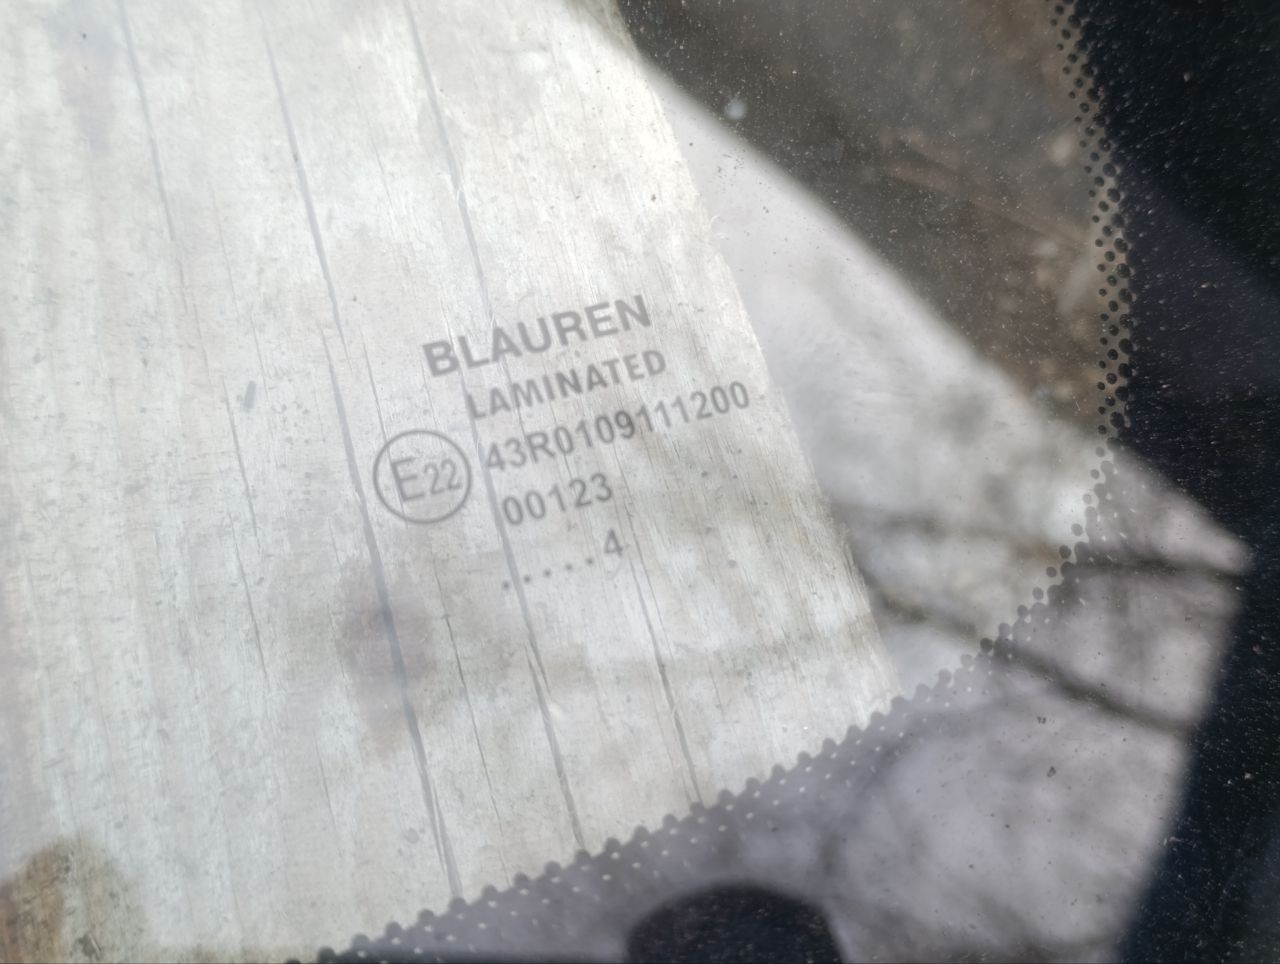 BLAUREN
LAMINATED
E22 43R0109111200
00123
.....4